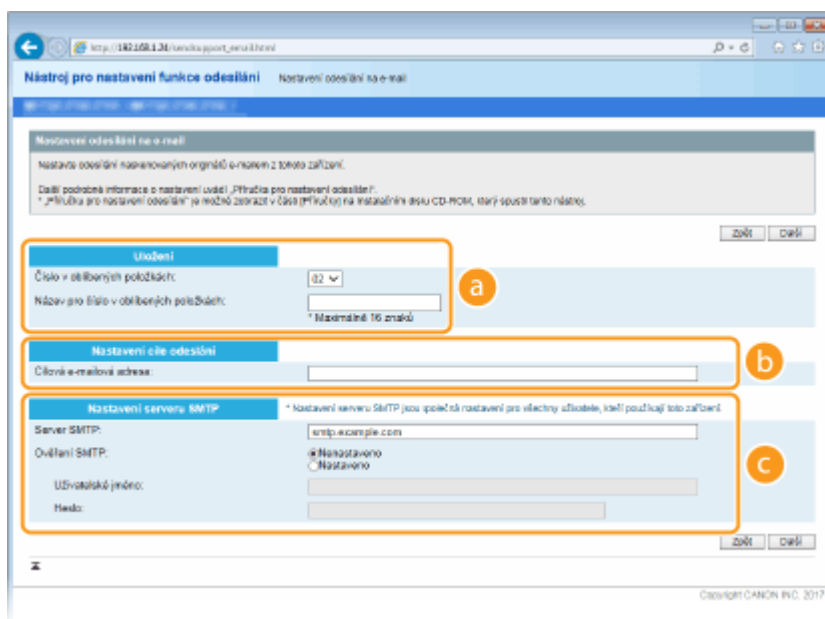 http://192.168.1.24/sendsupport_email.html
Nástroj pro nastavení funkce odesílání Nastavení odesílání na e-mail
Nastavení odesílání na e-mail
Nastavte odesílání naskenovaných originálů e-mailem z tohoto zařízení.
Další podrobné informace o nastavení uvádí „Příručka pro nastavení odesílání“.
* „Příručka pro nastavení odesílání“ je možné zobrazit v části [Příručky] na instalačním disku CD-ROM, který spustí tento nástroj.
Zpět Další
Uložení
Číslo v oblíbených položkách: 02
a
Název pro číslo v oblíbených položkách:
* Maximálně 16 znaků
Nastavení cíle odeslání
b
Cílová e-mailová adresa:
Nastavení serveru SMTP * Nastavení serveru SMTP jsou společná nastavení pro všechny uživatele, kteří používají toto zařízení.
Server SMTP: smtp.example.com
Ověření SMTP: Nenastaveno
Nastaveno
c
Uživatelské jméno:
Heslo:
Zpět Další
Copyright CANON INC. 2017